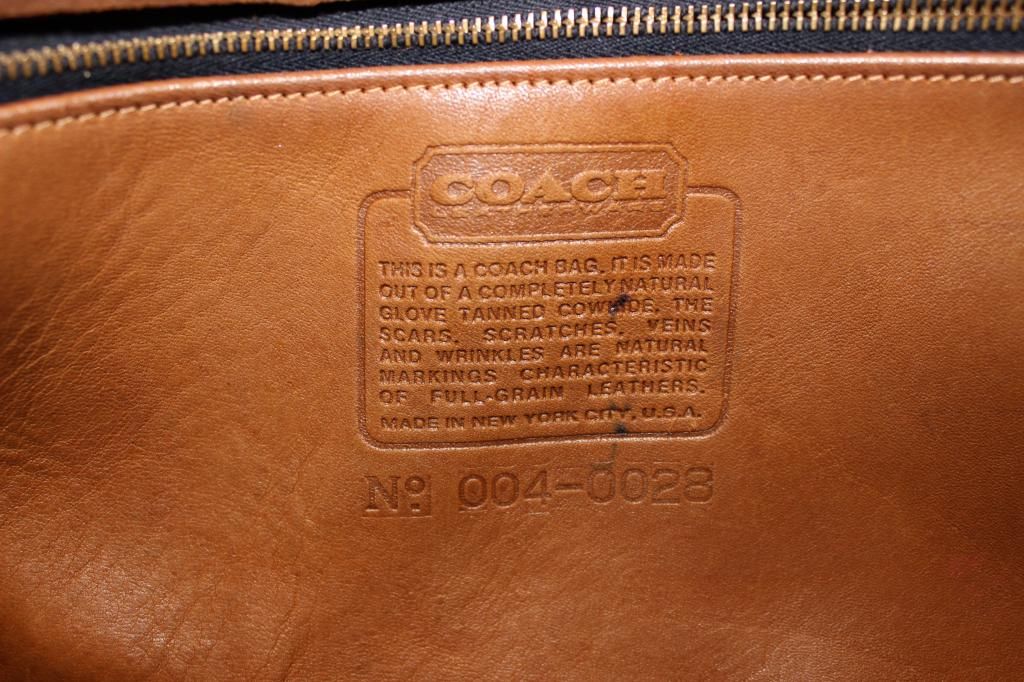 COACH
THIS IS A COACH BAG. IT IS MADE
OUT OF A COMPLETELY NATURAL
GLOVE TANNED COWHIDE. THE
SCARS, SCRATCHES, VEINS
AND WRINKLES ARE NATURAL
MARKINGS CHARACTERISTIC
OF FULL-GRAIN LEATHERS.
MADE IN NEW YORK CITY, U.S.A.
No: 004-0028